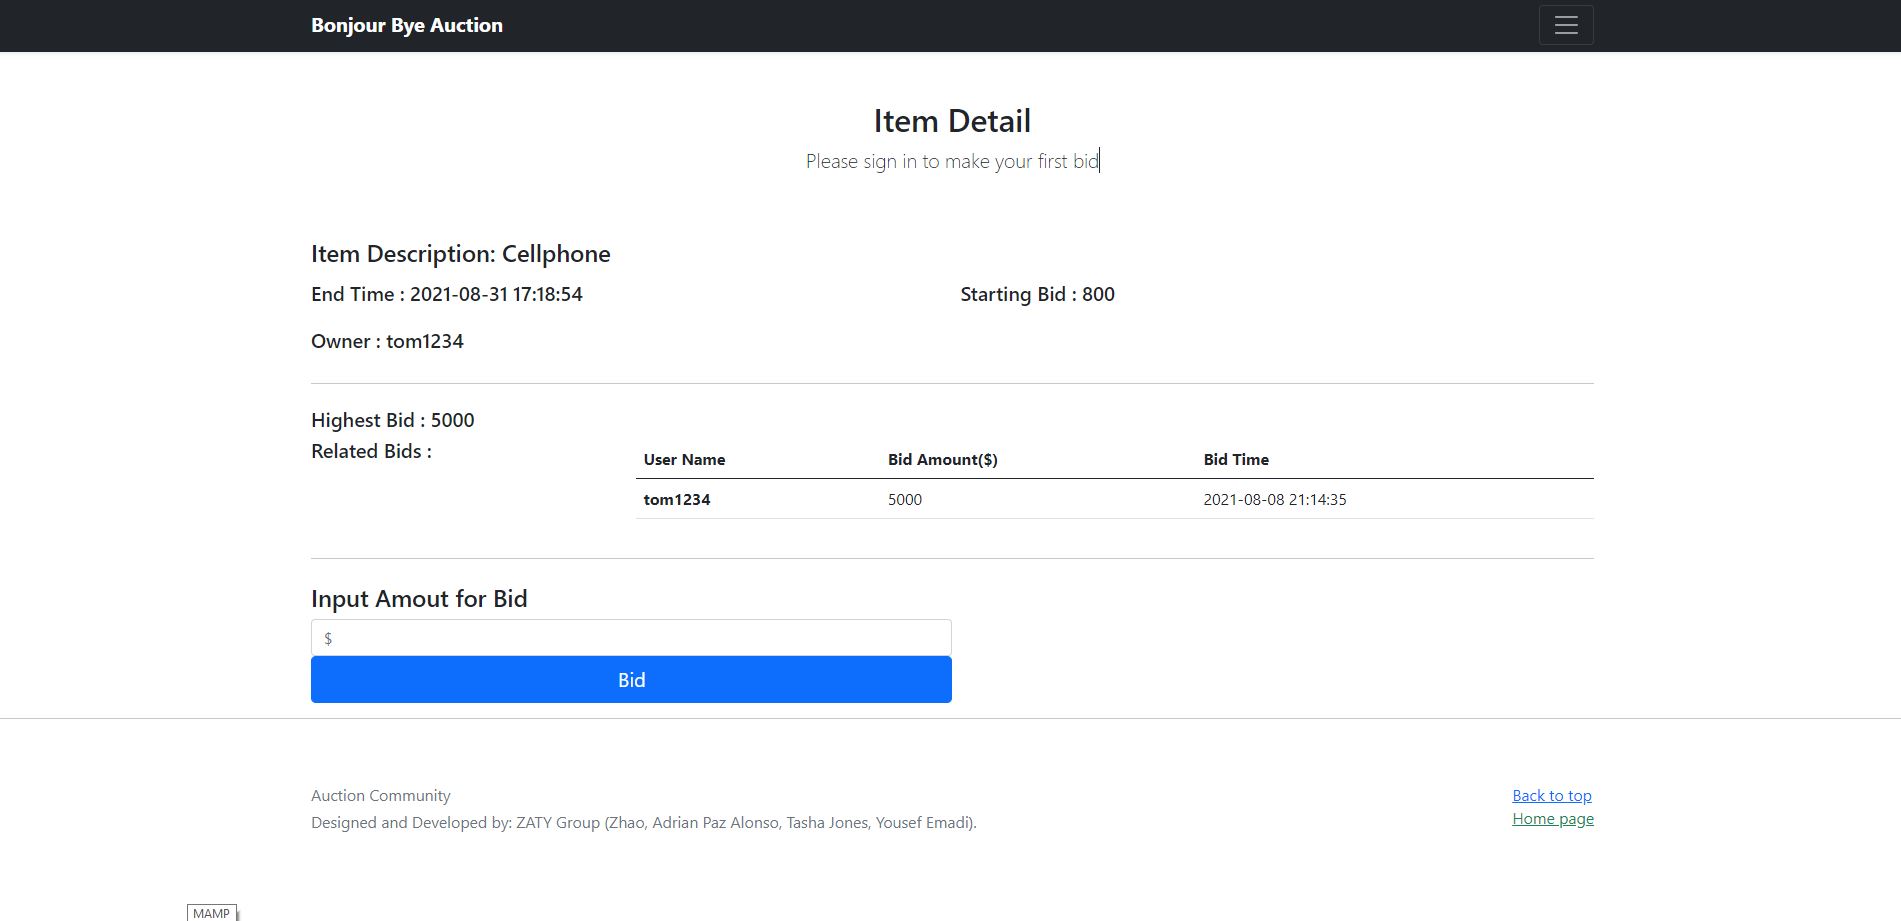 Bonjour Bye Auction
Item Detail
Please sign in to make your first bid
Item Description: Cellphone
End Time : 2021-08-31 17:18:54 Starting Bid : 800
Owner : tom1234
Highest Bid : 5000
Related Bids :
User Name Bid Amount($) Bid Time
tom1234 5000 2021-08-08 21:14:35
Input Amout for Bid
$
Bid
Auction Community Back to top
Designed and Developed by: ZATY Group (Zhao, Adrian Paz Alonso, Tasha Jones, Yousef Emadi). Home page
MAMP